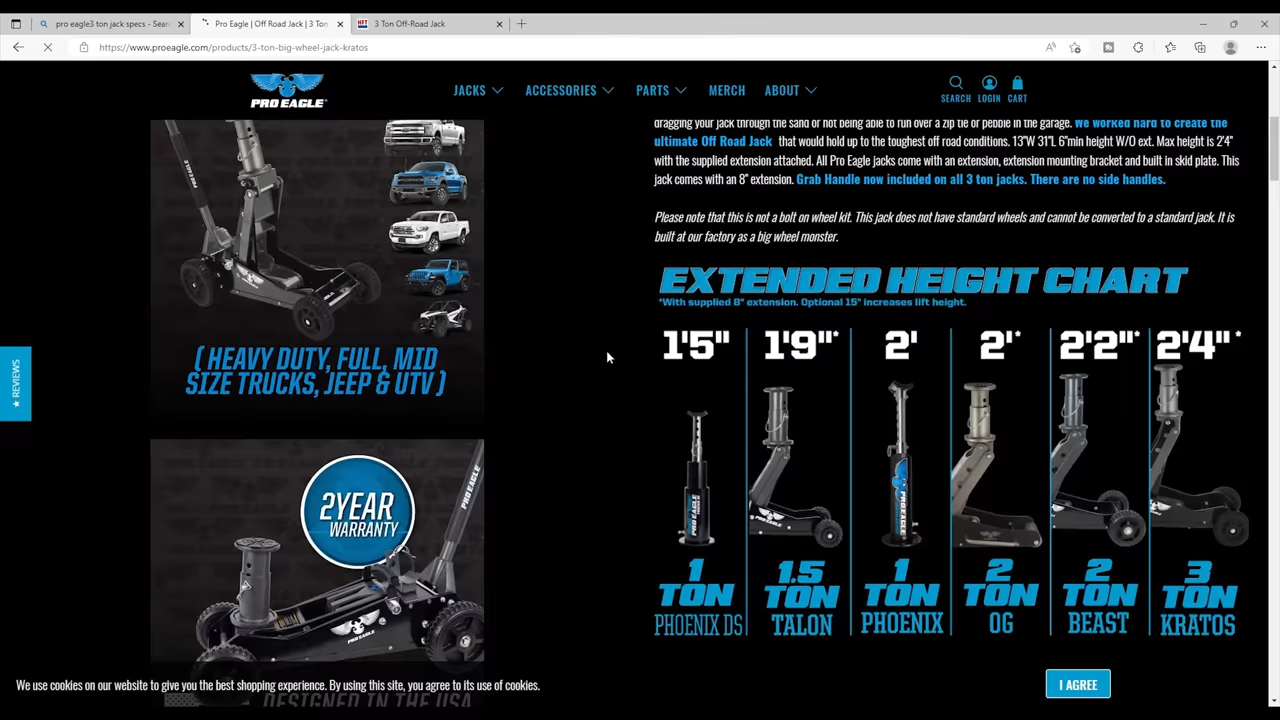 pro eagle3 ton jack specs - Sear
Pro Eagle | Off Road Jack | 3 Ton
HFT
3 Ton Off-Road Jack
https://www.proeagle.com/products/3-ton-big-wheel-jack-kratos
PRO EAGLE
JACKS
ACCESSORIES
PARTS
MERCH
ABOUT
SEARCH
LOGIN
CART
dragging your jack through the sand or not being able to run over a zip tie or pebble in the garage. We worked hard to create the
ultimate Off Road Jack that would hold up to the toughest off road conditions. 13"W 31"L 6"min height W/O ext. Max height is 2'4"
with the supplied extension attached. All Pro Eagle jacks come with an extension, extension mounting bracket and built in skid plate. This
jack comes with an 8" extension. Grab Handle now included on all 3 ton jacks. There are no side handles.
Please note that this is not a bolt on wheel kit. This jack does not have standard wheels and cannot be converted to a standard jack. It is
built at our factory as a big wheel monster.
EXTENDED HEIGHT CHART
*With supplied 8" extension. Optional 15" increases lift height.
1'5" 1'9"* 2' 2'* 2'2"* 2'4"*
1 TON PHOENIX DS
1.5 TON TALON
1 TON PHOENIX
2 TON OG
2 TON BEAST
3 TON KRATOS
( HEAVY DUTY, FULL, MID
SIZE TRUCKS, JEEP & UTV )
★ REVIEWS
2YEAR
WARRANTY
PRO EAGLE
PRO EAGLE
DESIGNED IN THE USA
We use cookies on our website to give you the best shopping experience. By using this site, you agree to its use of cookies.
I AGREE